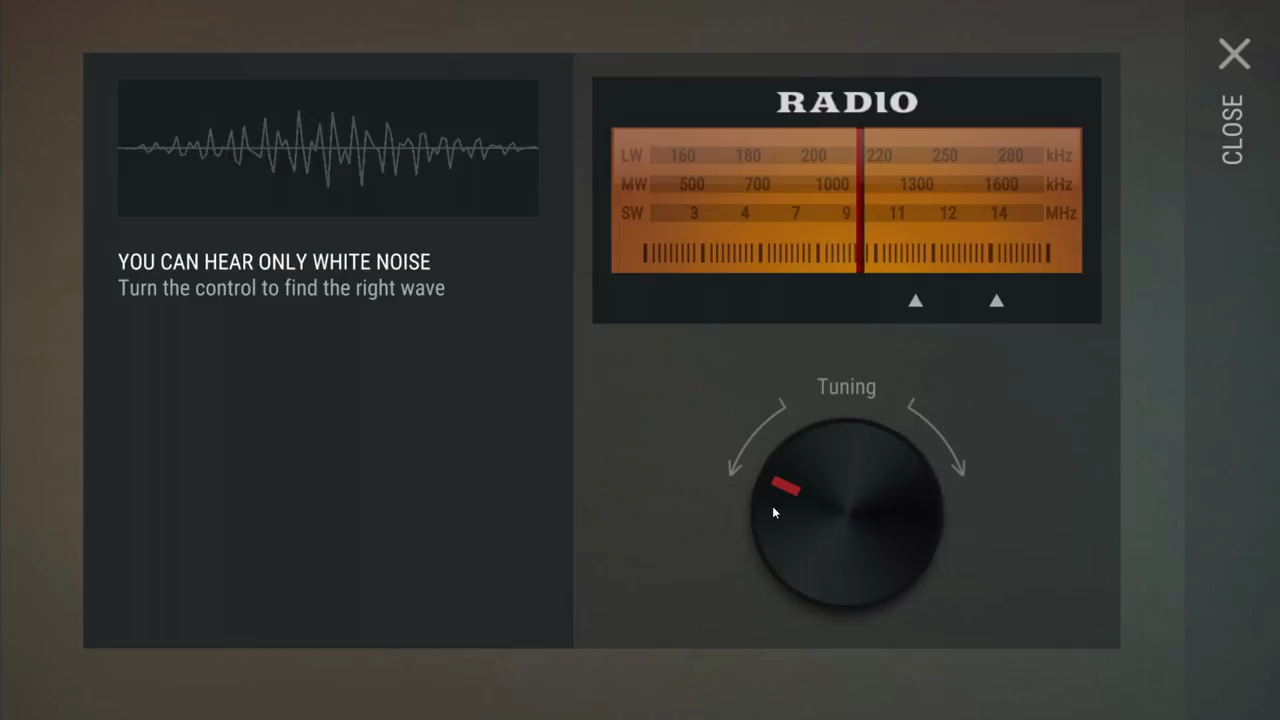 RADIO
LW 160 180 200 220 250 280 kHz
MW 500 700 1000 1300 1600 kHz
SW 3 4 7 9 11 12 14 MHz
YOU CAN HEAR ONLY WHITE NOISE
Turn the control to find the right wave
Tuning
CLOSE